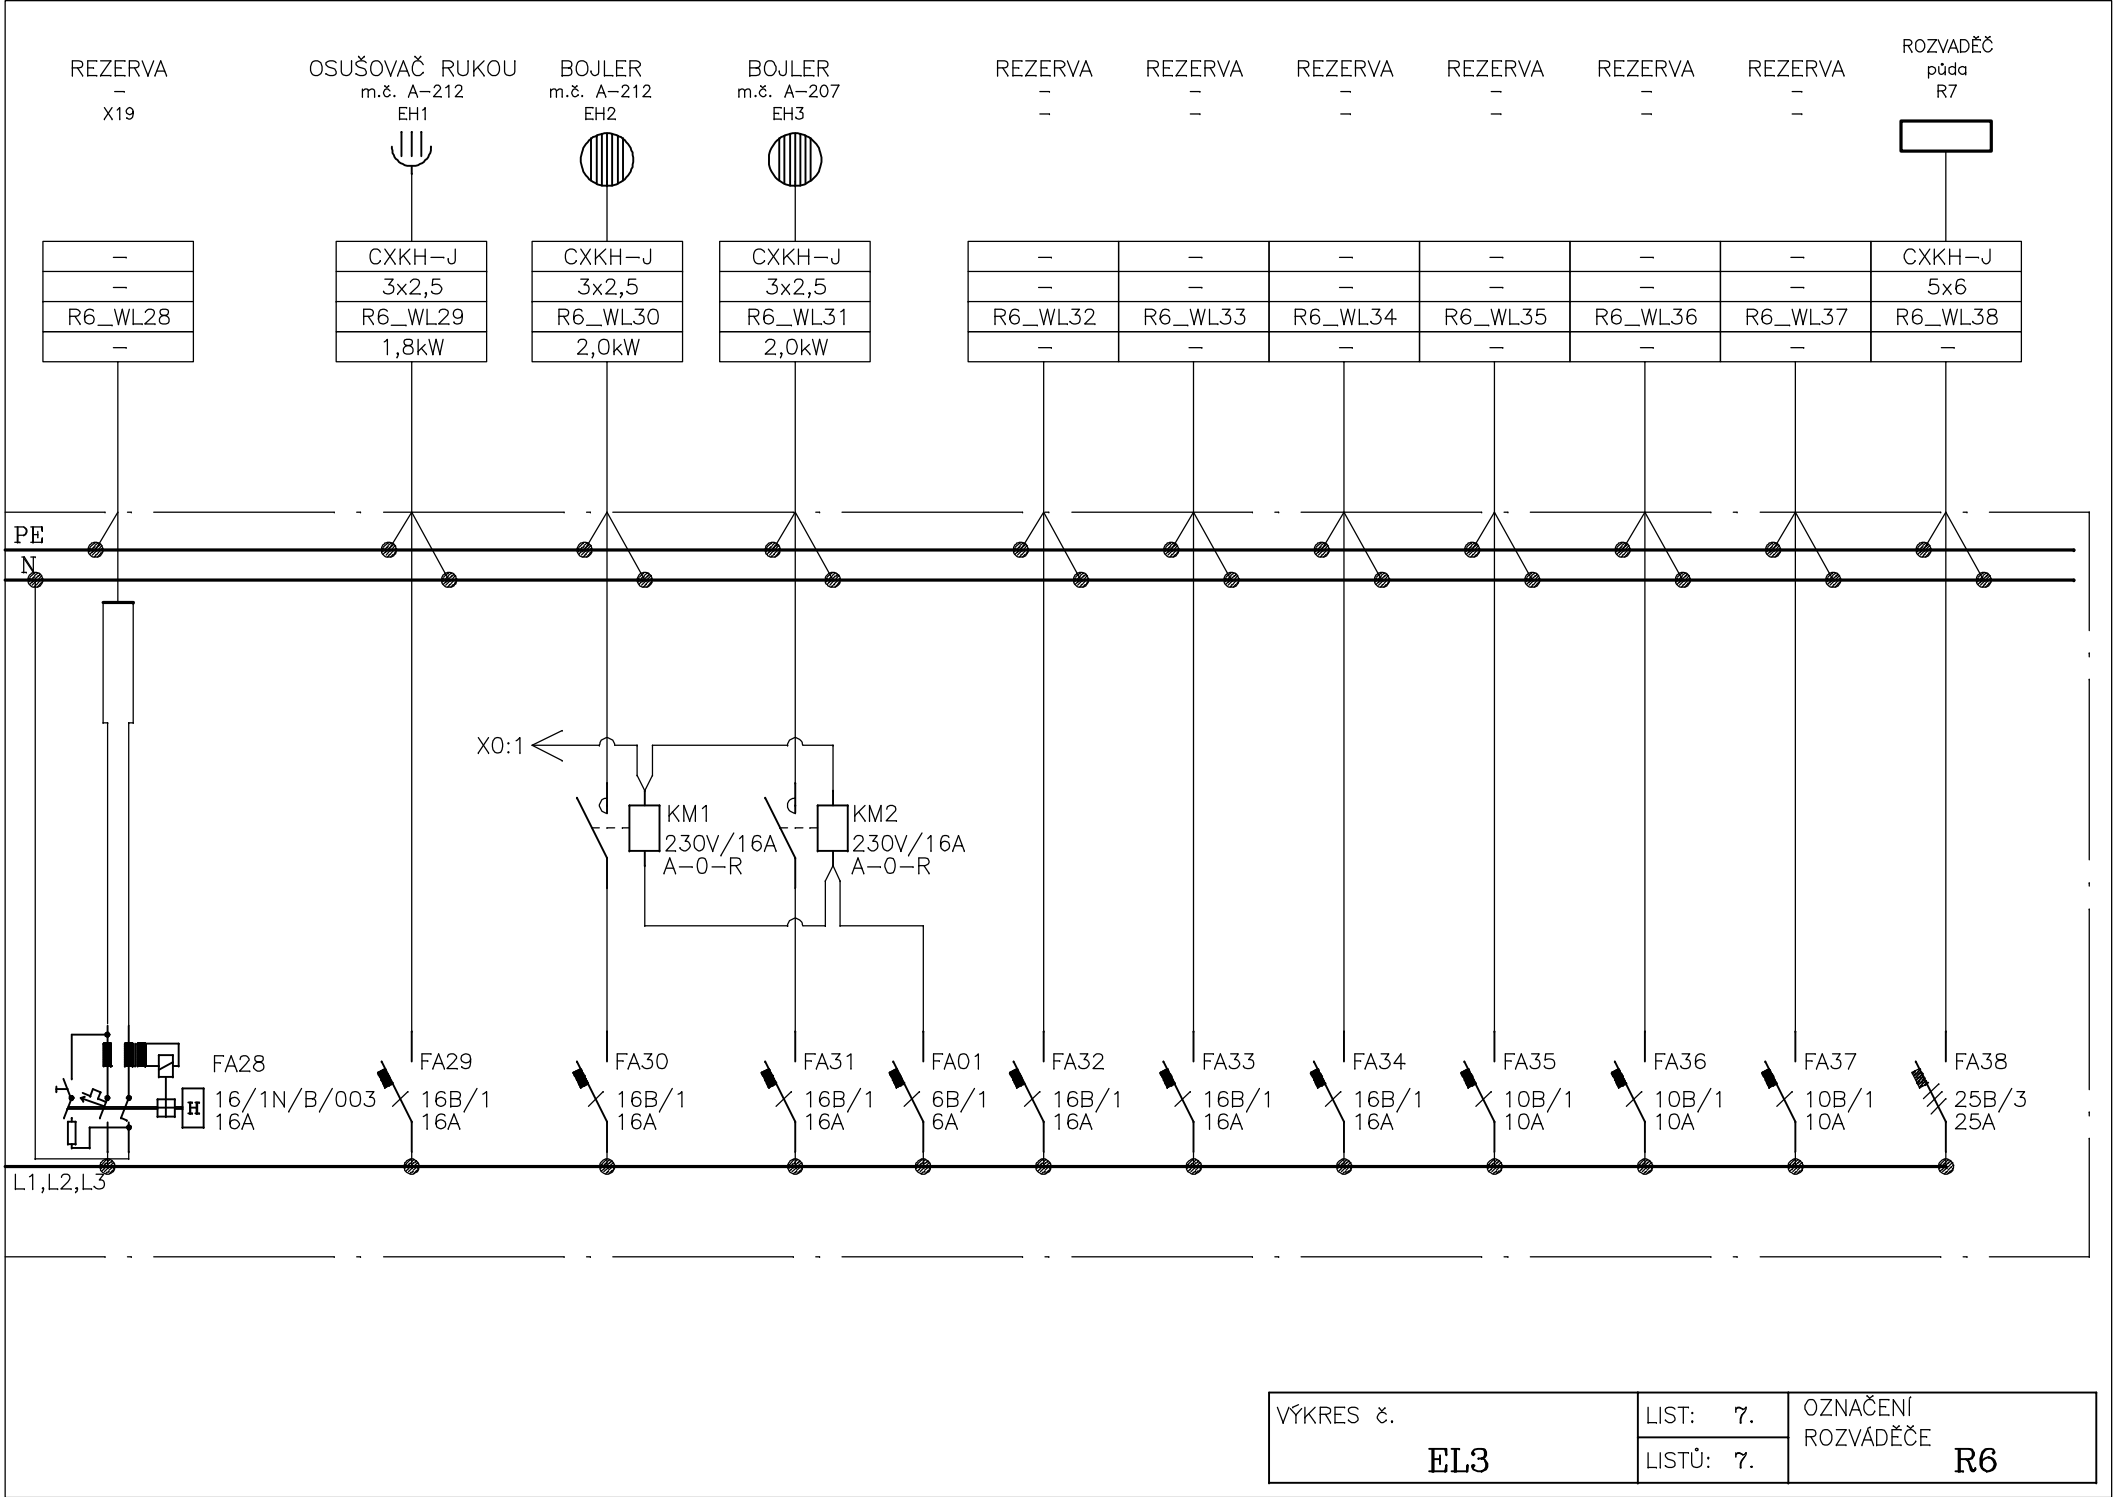 REZERVA
-
X19
OSUŠOVAČ RUKOU
m.č. A-212
EH1
BOJLER
m.č. A-212
EH2
BOJLER
m.č. A-207
EH3
REZERVA
-
-
REZERVA
-
-
REZERVA
-
-
REZERVA
-
-
REZERVA
-
-
REZERVA
-
-
ROZVADĚČ
půda
R7
-
-
R6_WL28
-
CXKH-J
3x2,5
R6_WL29
1,8kW
CXKH-J
3x2,5
R6_WL30
2,0kW
CXKH-J
3x2,5
R6_WL31
2,0kW
-
-
R6_WL32
-
-
-
R6_WL33
-
-
-
R6_WL34
-
-
-
R6_WL35
-
-
-
R6_WL36
-
-
-
R6_WL37
-
CXKH-J
5x6
R6_WL38
-
PE
N
X0:1
KM1
230V/16A
A-0-R
KM2
230V/16A
A-0-R
H
FA28
16/1N/B/003
16A
FA29
16B/1
16A
FA30
16B/1
16A
FA31
16B/1
16A
FA01
6B/1
6A
FA32
16B/1
16A
FA33
16B/1
16A
FA34
16B/1
16A
FA35
10B/1
10A
FA36
10B/1
10A
FA37
10B/1
10A
FA38
25B/3
25A
L1,L2,L3
VÝKRES č.
EL3
LIST: 7.
LISTŮ: 7.
OZNAČENÍ
ROZVÁDĚČE
R6